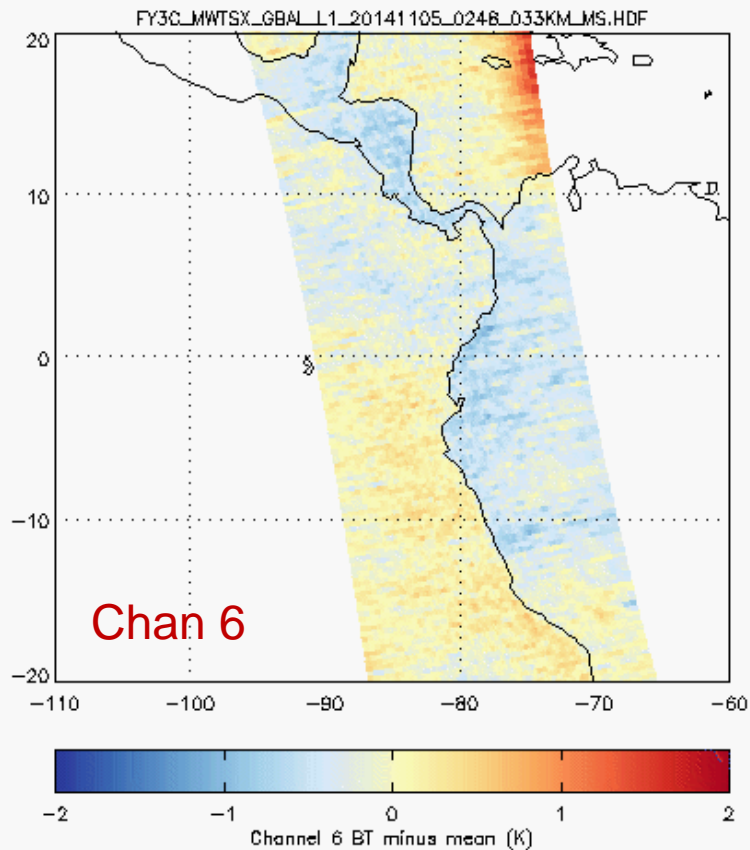 FY3C_MWTSX_GBAL_L1_20141105_0246_033KM_MS.HDF
20
10
0
-10
-20
Chan 6
-110 -100 -90 -80 -70 -60
-2 -1 0 1 2
Channel 6 BT minus mean (K)